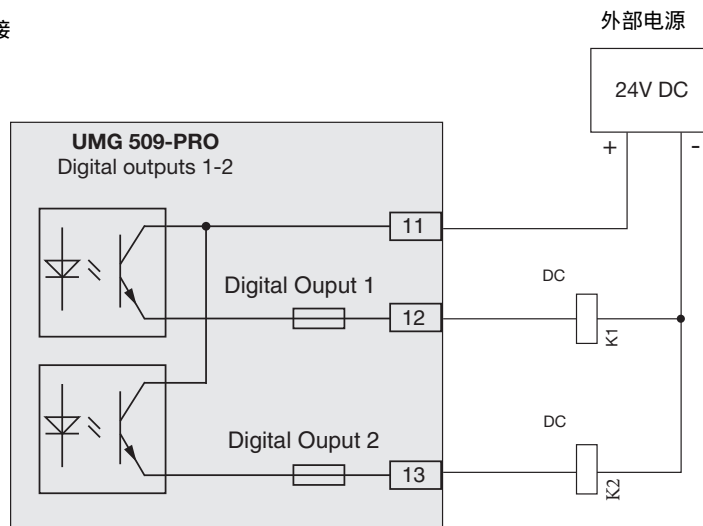 接
外部电源
24V DC
+ -
UMG 509-PRO
Digital outputs 1-2
11
Digital Ouput 1
12
DC
K1
Digital Ouput 2
13
DC
K2